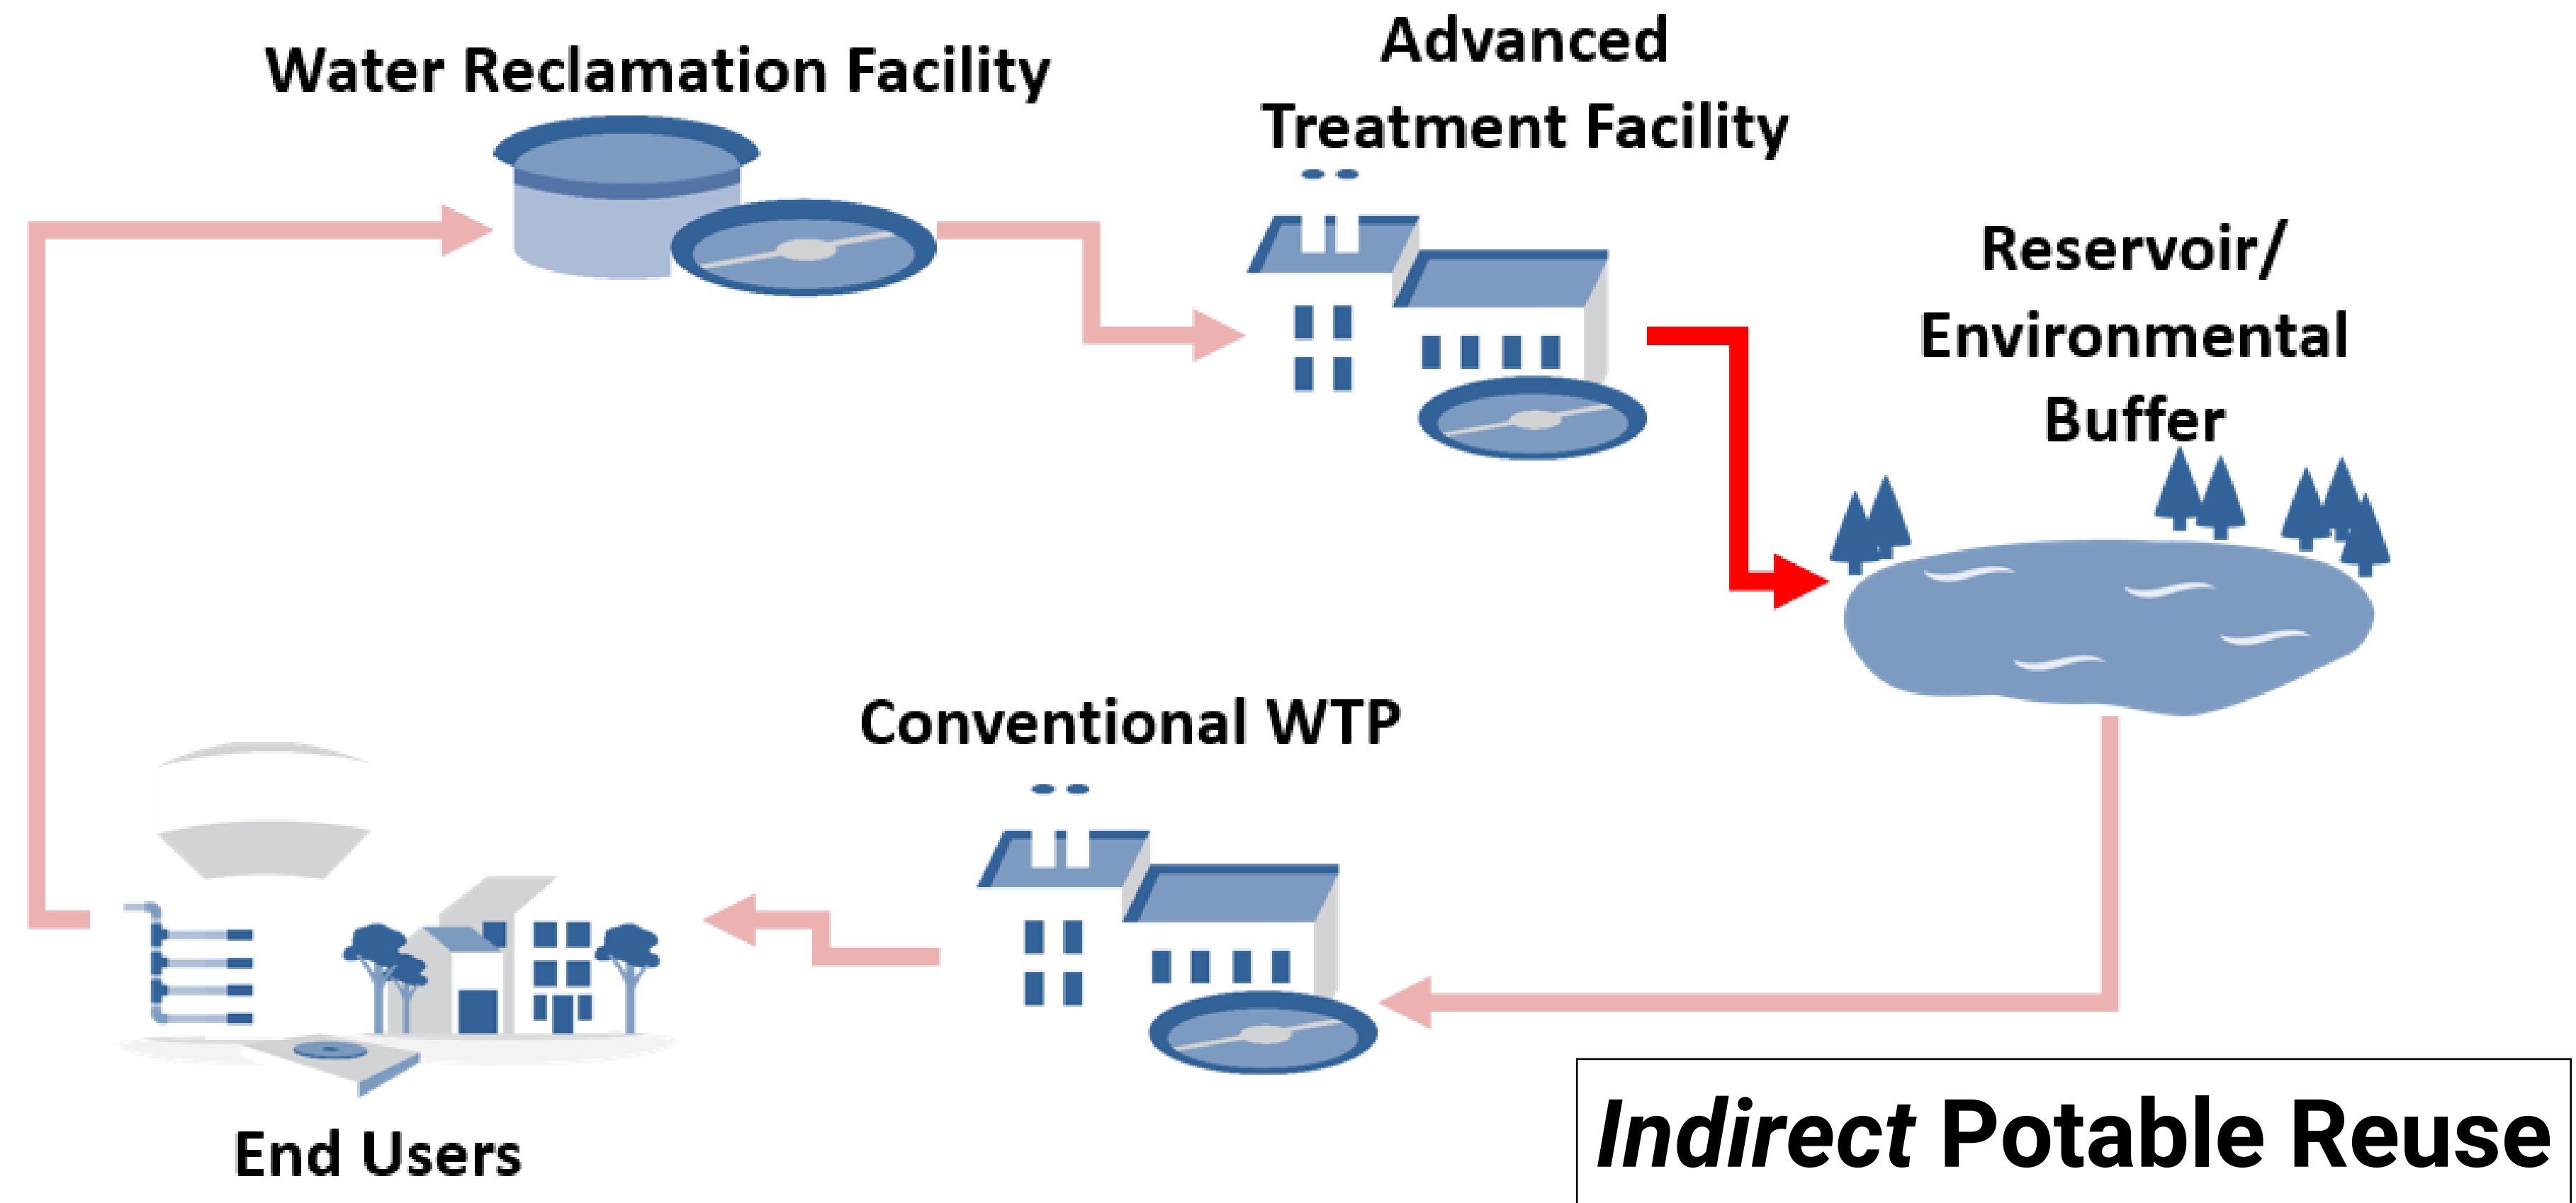 Water Reclamation Facility
Advanced
Treatment Facility
Reservoir/
Environmental
Buffer
Conventional WTP
End Users
Indirect Potable Reuse